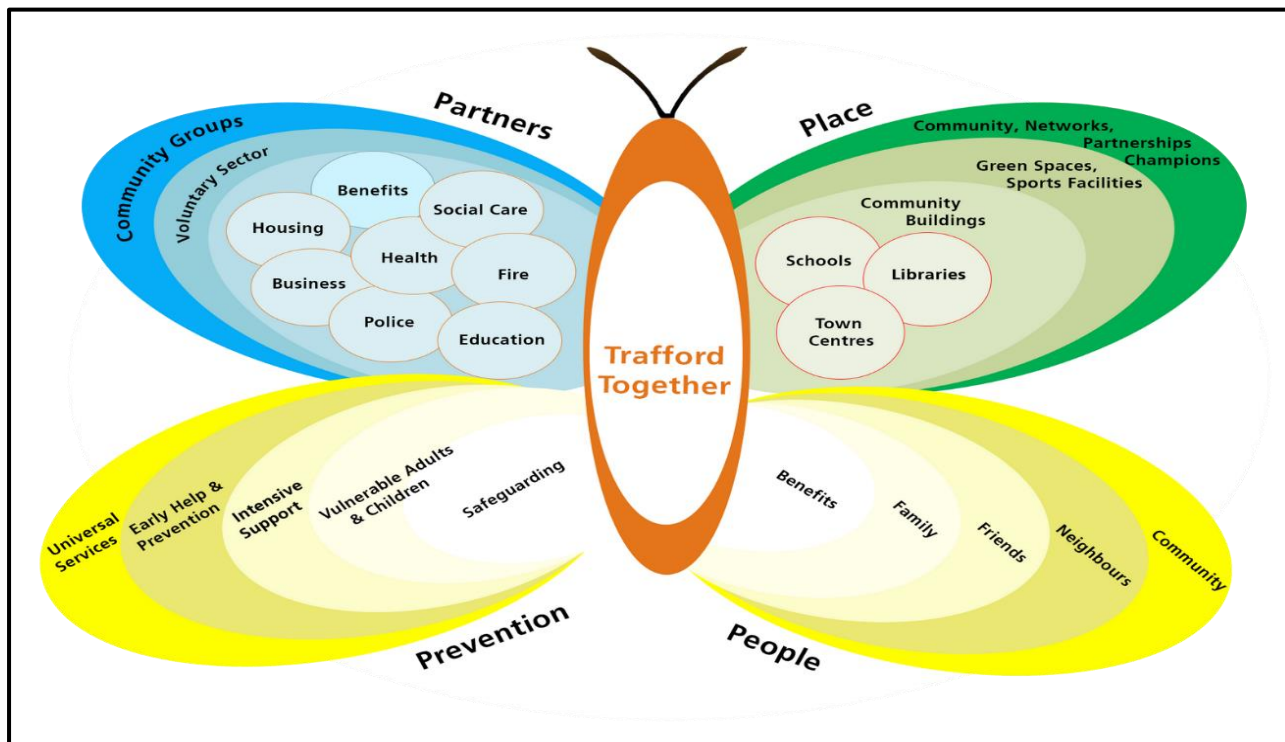 Partners
Community Groups
Voluntary Sector
Benefits
Social Care
Housing
Health
Fire
Business
Police
Education
Place
Community, Networks,
Partnerships
Champions
Green Spaces,
Sports Facilities
Community
Buildings
Schools
Libraries
Town
Centres
Trafford
Together
Universal
Services
Early Help &
Prevention
Intensive
Support
Vulnerable Adults
& Children
Safeguarding
Prevention
Benefits
Family
Friends
Neighbours
Community
People